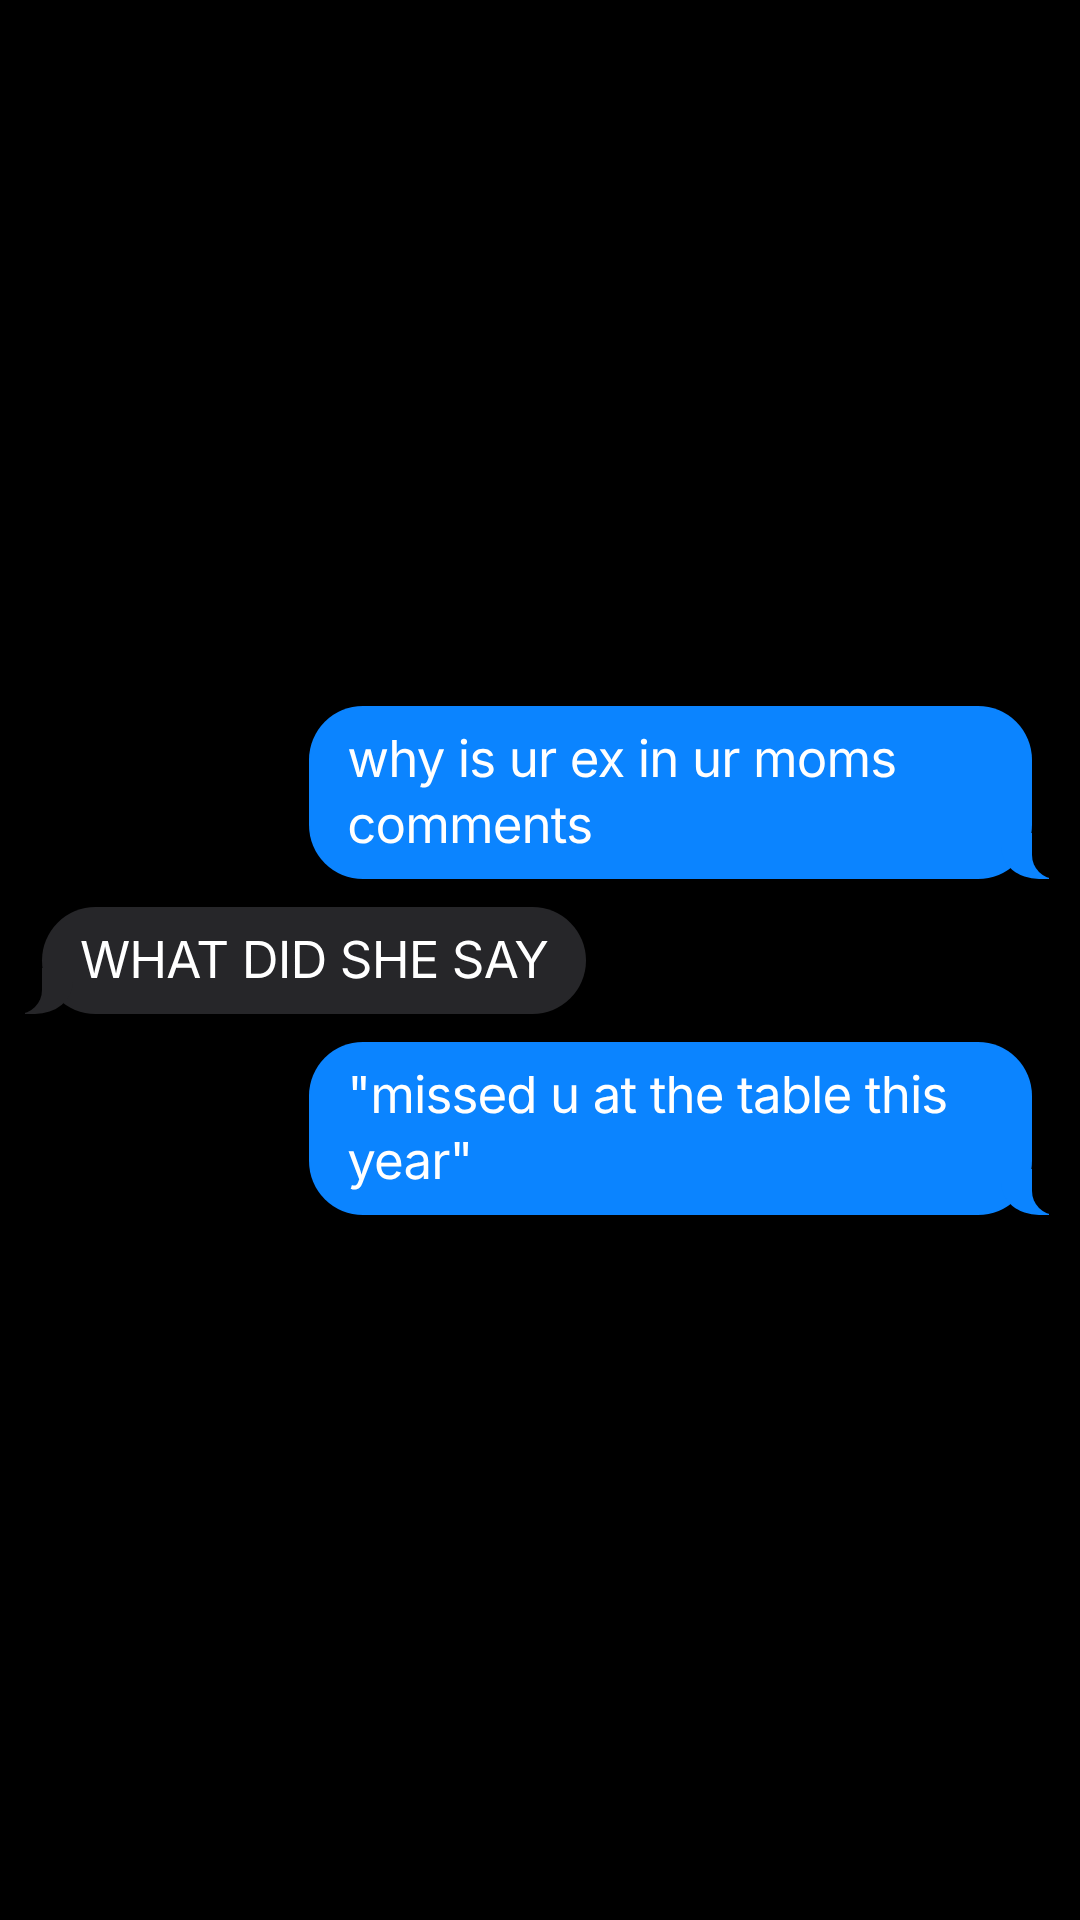 why is ur ex in ur moms
comments
WHAT DID SHE SAY
"missed u at the table this
year"